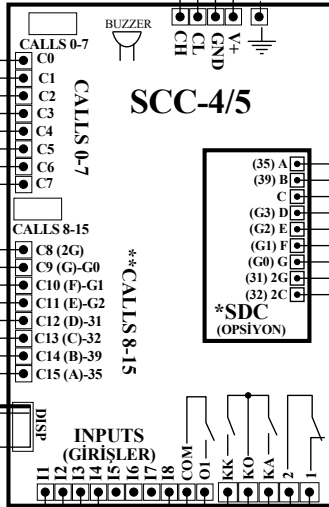 BUZZER
CH
CL
GND
V+
CALLS 0-7
C0
C1
C2
C3
C4
C5
C6
C7
CALLS 0-7
SCC-4/5
CALLS 8-15
C8 (2G)
C9 (G)-G0
C10 (F)-G1
C11 (E)-G2
C12 (D)-31
C13 (C)-32
C14 (B)-39
C15 (A)-35
**CALLS 8-15
(35) A
(39) B
C
(G3) D
(G2) E
(G1) F
(G0) G
(31) 2G
(32) 2C
*SDC
(OPSİYON)
DISP
INPUTS
(GİRİŞLER)
I1
I2
I3
I4
I5
I6
I7
I8
COM
O1
KK
KO
KA
2
1